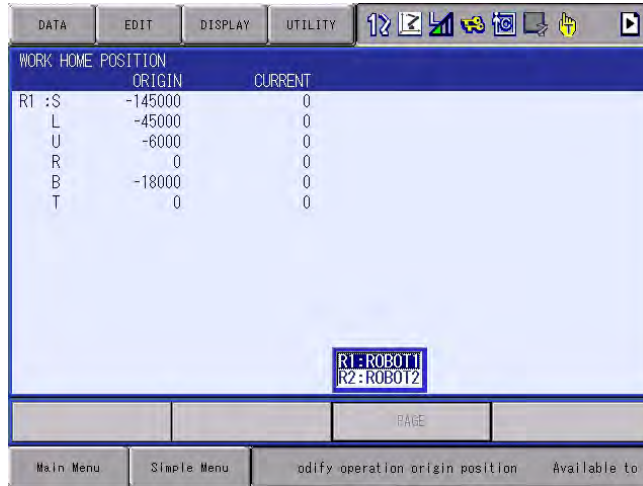 DATA EDIT DISPLAY UTILITY
WORK HOME POSITION
ORIGIN CURRENT
R1 :S -145000 0
L -45000 0
U -6000 0
R 0 0
B -18000 0
T 0 0
R1:ROBOT1
R2:ROBOT2
PAGE
Main Menu Simple Menu odify operation origin position Available to